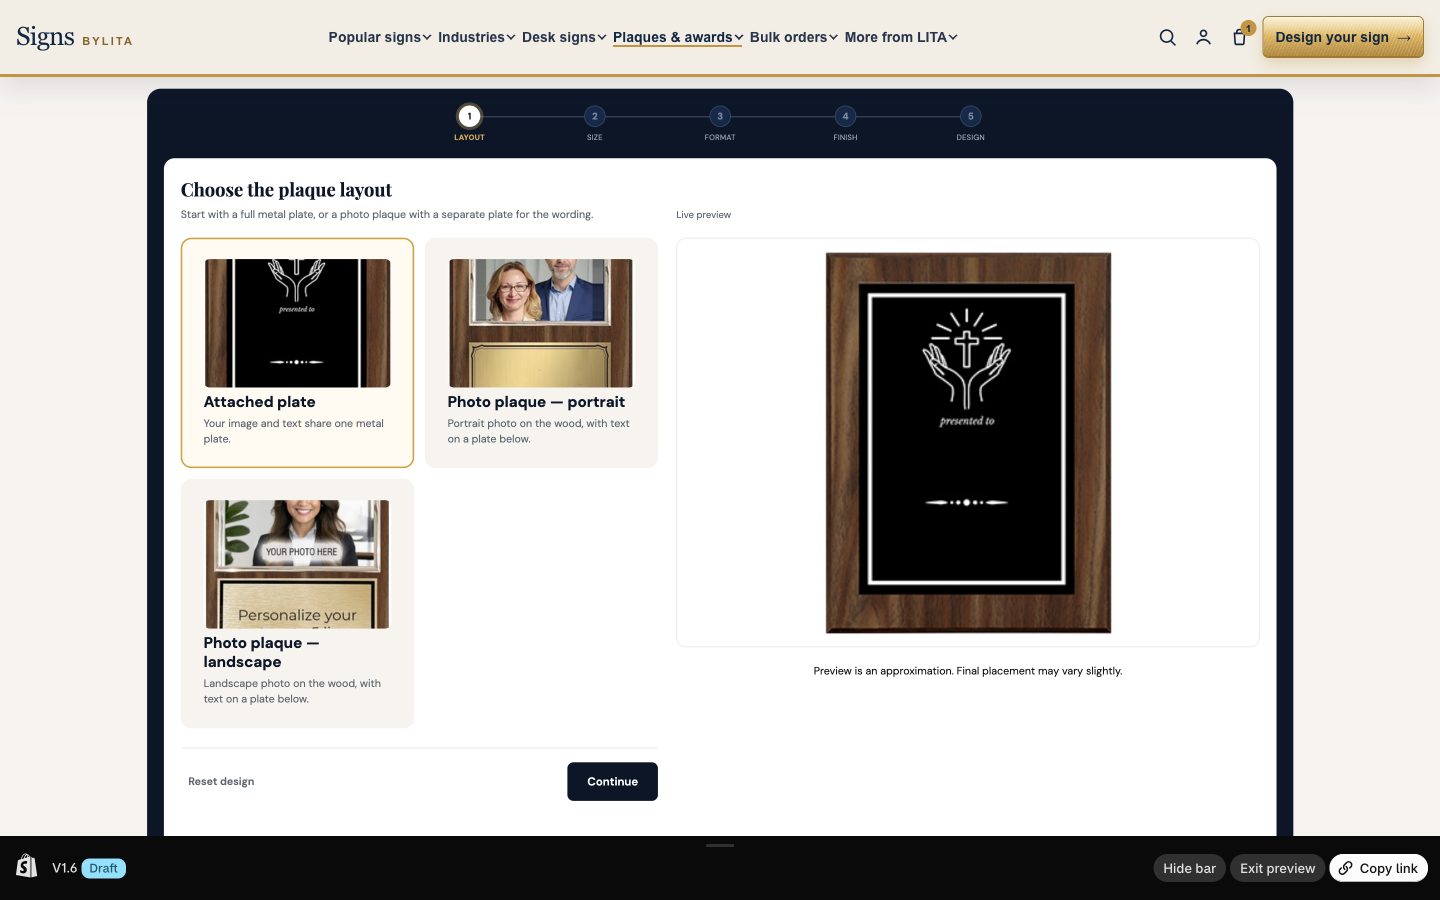 Signs BYLITA
Popular signs Industries Desk signs Plaques & awards Bulk orders More from LITA
1
Design your sign →
1 2 3 4 5
LAYOUT SIZE FORMAT FINISH DESIGN
Choose the plaque layout
Start with a full metal plate, or a photo plaque with a separate plate for the wording.
Live preview
presented to
Attached plate
Your image and text share one metal
plate.
Photo plaque — portrait
Portrait photo on the wood, with text
on a plate below.
YOUR PHOTO HERE
Personalize your
Photo plaque —
landscape
Landscape photo on the wood, with
text on a plate below.
presented to
Preview is an approximation. Final placement may vary slightly.
Reset design
Continue
V1.6 Draft
Hide bar Exit preview Copy link